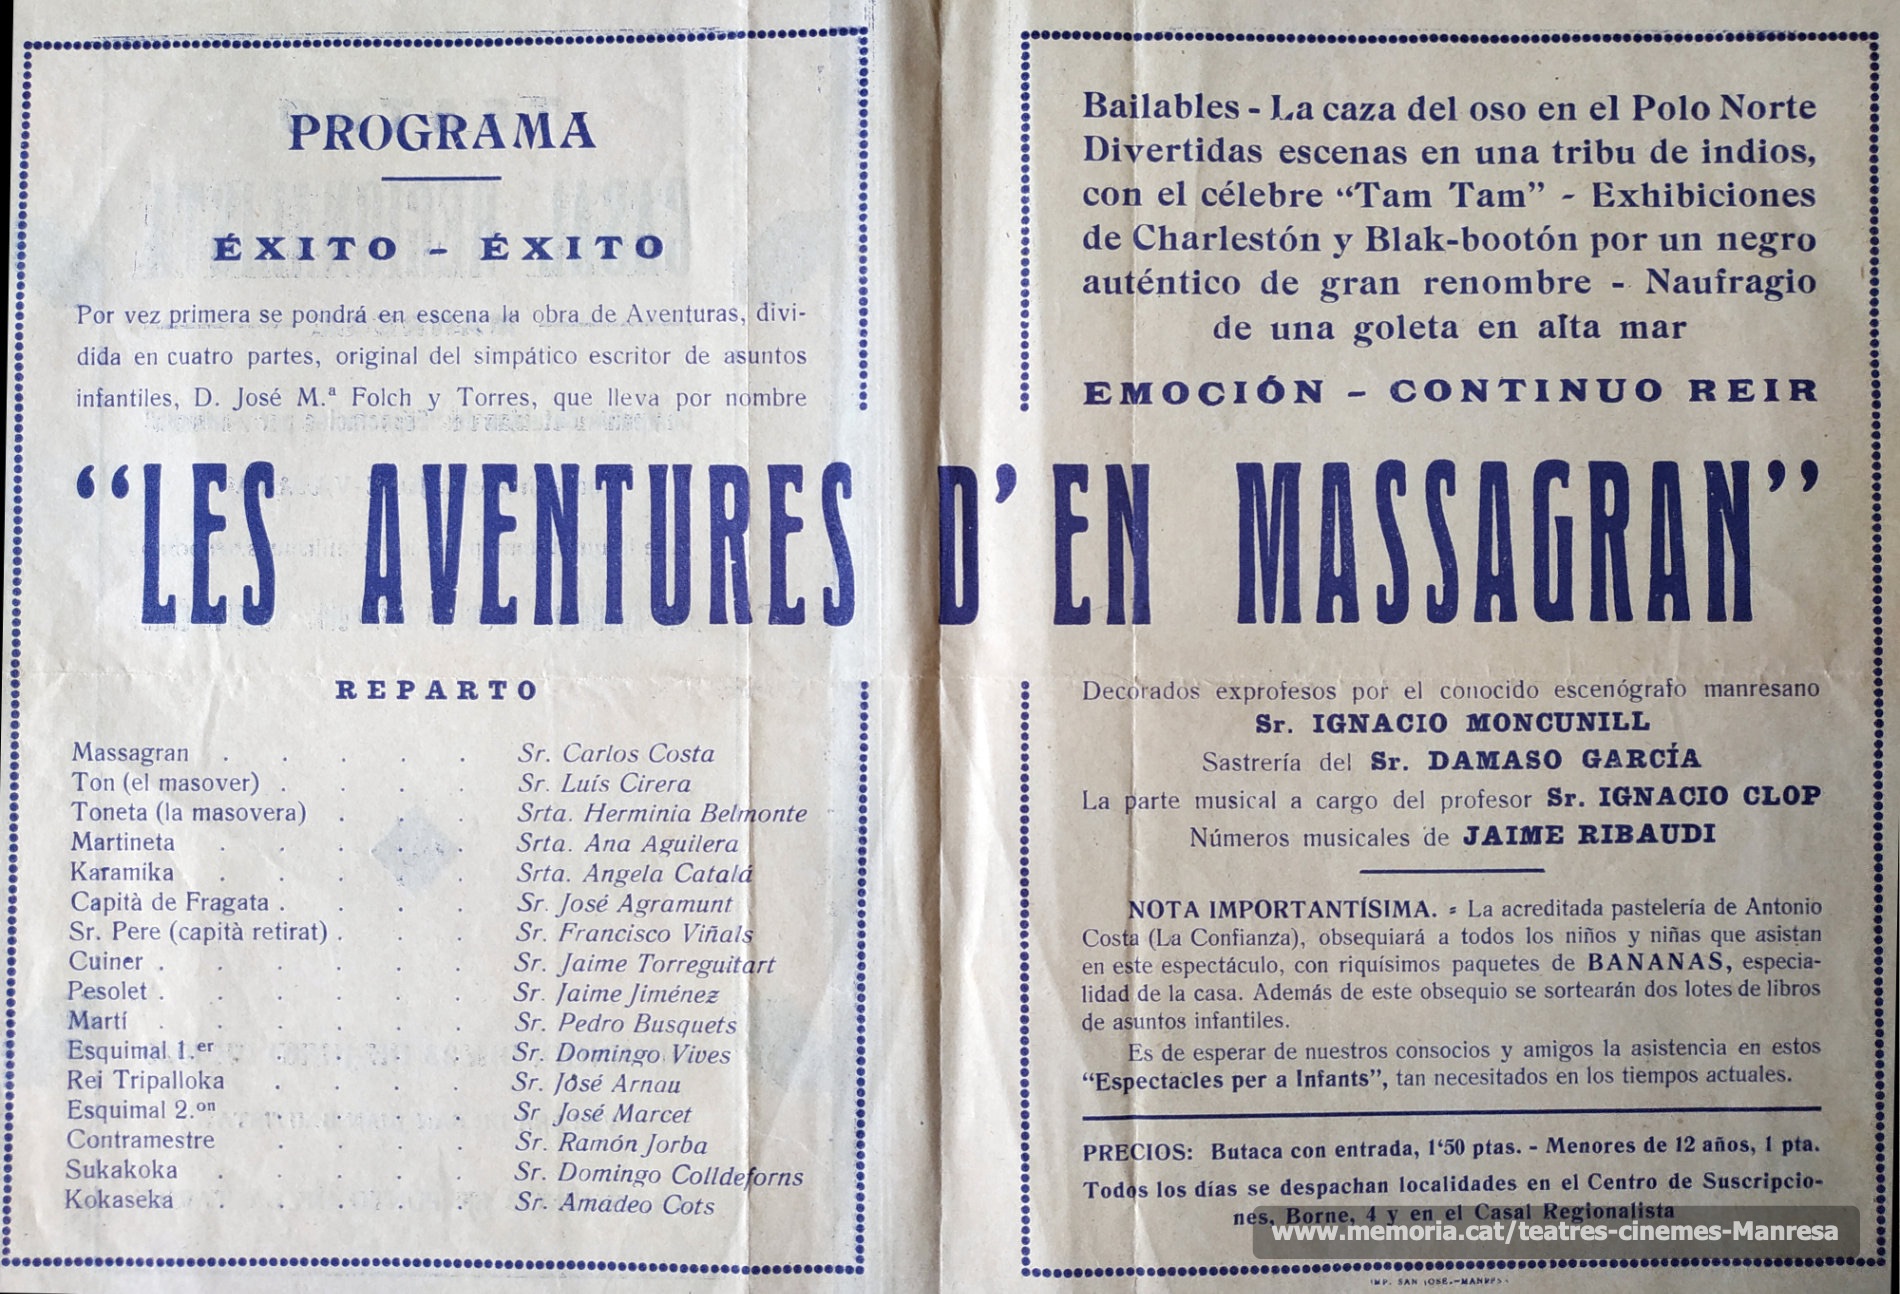 PROGRAMA
ÉXITO - ÉXITO
Por vez primera se pondrá en escena la obra de Aventuras, divi-
dida en cuatro partes, original del simpático escritor de asuntos
infantiles, D. José M.ª Folch y Torres, que lleva por nombre
Bailables - La caza del oso en el Polo Norte
Divertidas escenas en una tribu de indios,
con el célebre “Tam Tam” - Exhibiciones
de Charlestón y Blak-bootón por un negro
auténtico de gran renombre - Naufragio
de una goleta en alta mar
EMOCIÓN - CONTINUO REIR
“LES AVENTURES D’EN MASSAGRAN”
REPARTO
Massagran . . . . . Sr. Carlos Costa
Ton (el masover) . . . . Sr. Luís Cirera
Toneta (la masovera) . . . Srta. Herminia Belmonte
Martineta . . . . . Srta. Ana Aguilera
Karamika . . . . . Srta. Angela Catalá
Capità de Fragata . . . . Sr. José Agramunt
Sr. Pere (capità retirat) . . . Sr. Francisco Viñals
Cuiner . . . . . . Sr. Jaime Torreguitart
Pesolet . . . . . . Sr. Jaime Jiménez
Martí . . . . . . Sr. Pedro Busquets
Esquimal 1.er . . . . Sr. Domingo Vives
Rei Tripalloka . . . . Sr. José Arnau
Esquimal 2.on . . . . Sr José Marcet
Contramestre . . . . Sr. Ramón Jorba
Sukakoka . . . . . Sr. Domingo Colldeforns
Kokaseka . . . . . Sr. Amadeo Cots
Decorados exprofesos por el conocido escenógrafo manresano
Sr. IGNACIO MONCUNILL
Sastrería del Sr. DAMASO GARCÍA
La parte musical a cargo del profesor Sr. IGNACIO CLOP
Números musicales de JAIME RIBAUDI
NOTA IMPORTANTÍSIMA. - La acreditada pastelería de Antonio
Costa (La Confianza), obsequiará a todos los niños y niñas que asistan
en este espectáculo, con riquísimos paquetes de BANANAS, especia-
lidad de la casa. Además de este obsequio se sortearán dos lotes de libros
de asuntos infantiles.
Es de esperar de nuestros consocios y amigos la asistencia en estos
“Espectacles per a Infants”, tan necesitados en los tiempos actuales.
PRECIOS: Butaca con entrada, 1‘50 ptas. - Menores de 12 años, 1 pta.
Todos los días se despachan localidades en el Centro de Suscripcio-
nes, Borne, 4 y en el Casal Regionalista
www.memoria.cat/teatres-cinemes-Manresa
IMP. SAN JOSE.-MANRESA